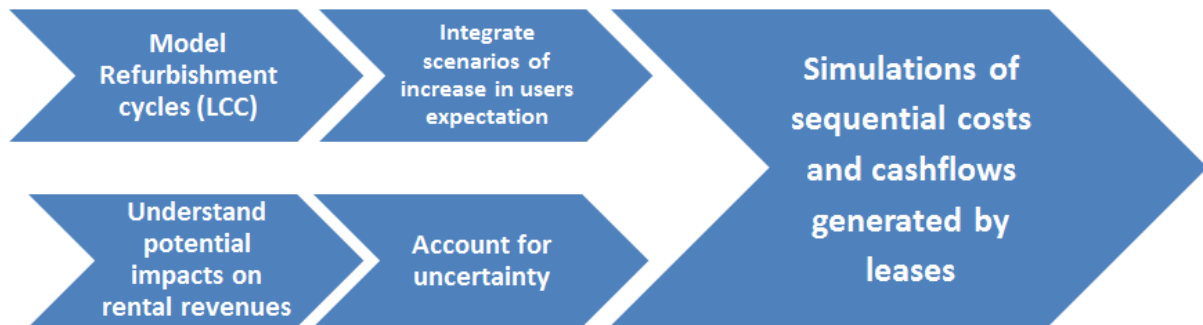 Model
Refurbishment
cycles (LCC)
Integrate
scenarios of
increase in users
expectation
Understand
potential
impacts on
rental revenues
Account for
uncertainty
Simulations of
sequential costs
and cashflows
generated by
leases